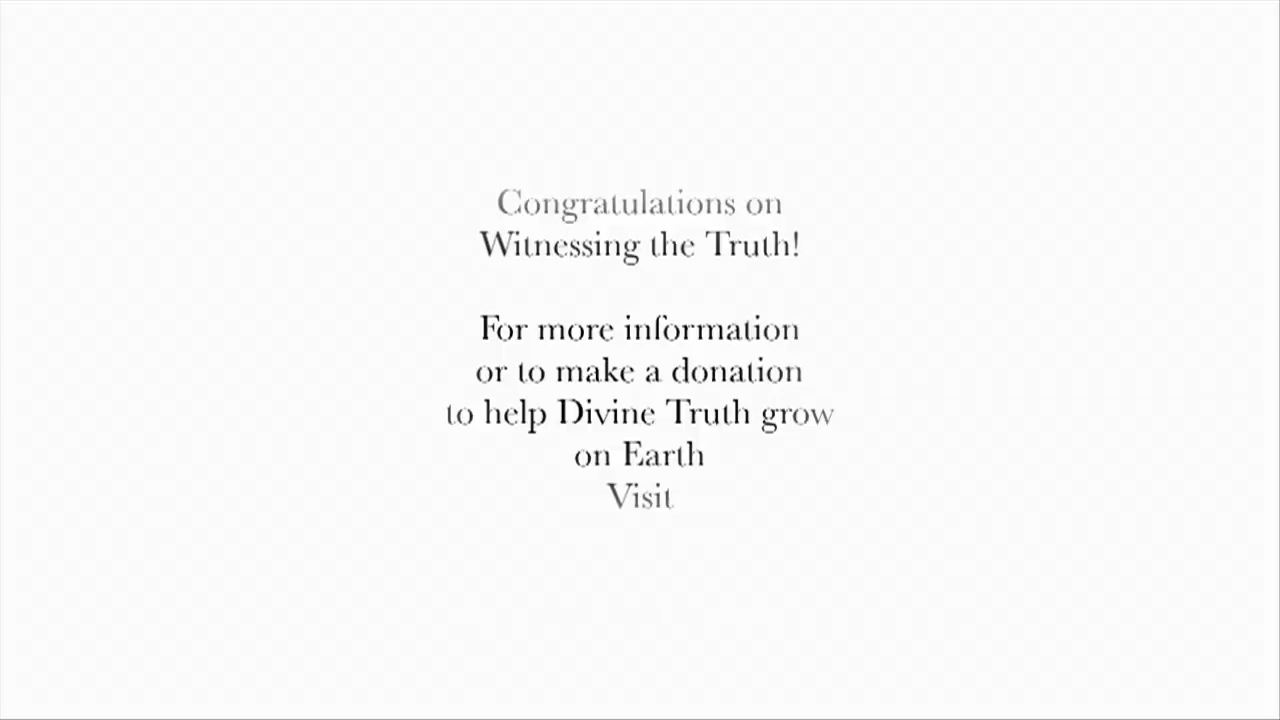 Congratulations on
Witnessing the Truth!
For more information
or to make a donation
to help Divine Truth grow
on Earth
Visit